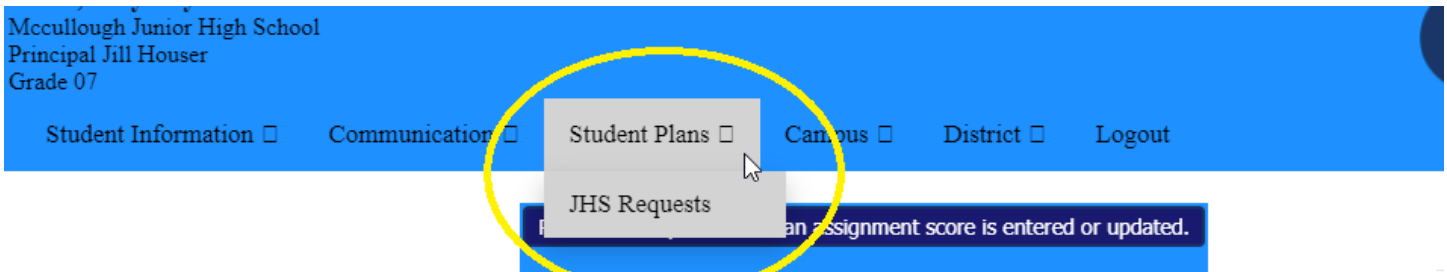 Mccullough Junior High School
Principal Jill Houser
Grade 07
Student Information Communication Student Plans Campus District Logout
JHS Requests
an assignment score is entered or updated.